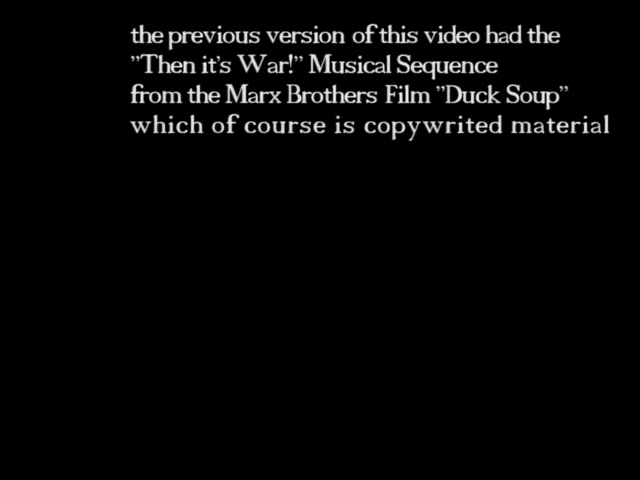 the previous version of this video had the
"Then it's War!" Musical Sequence
from the Marx Brothers Film "Duck Soup"
which of course is copywrited material